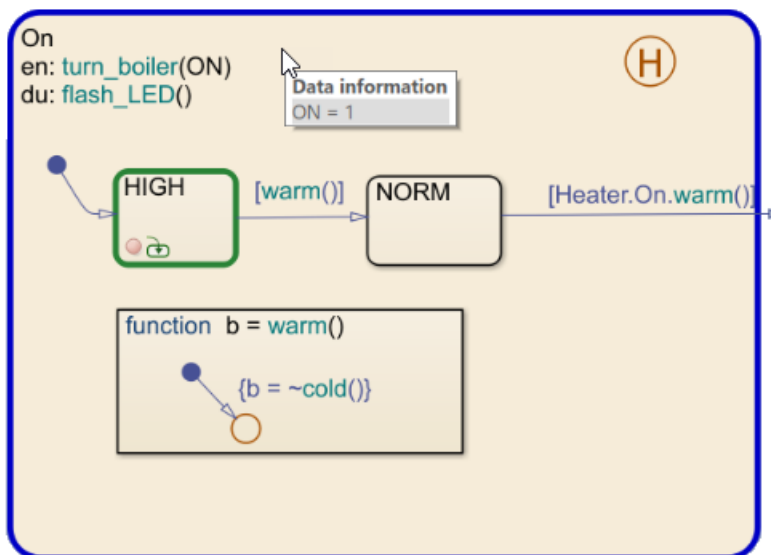 On
en: turn_boiler(ON)
du: flash_LED()
H
Data information
ON = 1
HIGH
[warm()]
NORM
[Heater.On.warm()]
function b = warm()
{b = ~cold()}